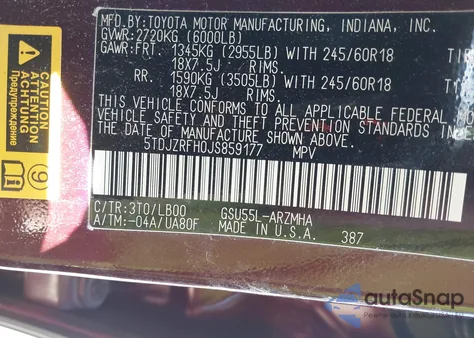 MFD.BY: TOYOTA MOTOR MANUFACTURING, INDIANA, INC.
GVWR: 2720KG (6000LB)
GAWR: FRT. 1345KG (2955LB) WITH 245/60R18
18X7.5J RIMS.
RR. 1590KG (3505LB) WITH 245/60R18
18X7.5J RIMS.
THIS VEHICLE CONFORMS TO ALL APPLICABLE FEDERAL
VEHICLE SAFETY AND THEFT PREVENTION STANDARDS
DATE OF MANUFACTURE SHOWN ABOVE.
5TDJZRFH0JS859177 MPV
C/TR: 3T0/LB00 GSU55L-ARZMHA
A/TM: -04A/UA80F MADE IN U.S.A. 387
CAUTION
ATTENTION
Предупреждение
autoSnap